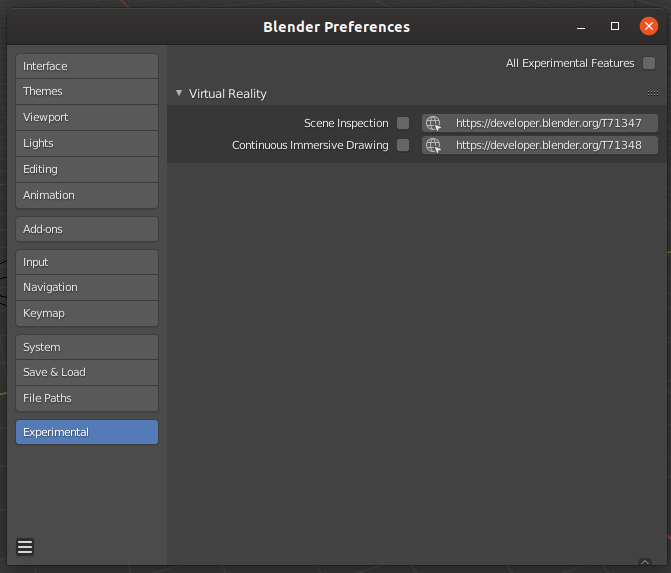 Blender Preferences
Interface
Themes
Viewport
Lights
Editing
Animation
Add-ons
Input
Navigation
Keymap
System
Save & Load
File Paths
Experimental
All Experimental Features
Virtual Reality
Scene Inspection https://developer.blender.org/T71347
Continuous Immersive Drawing https://developer.blender.org/T71348